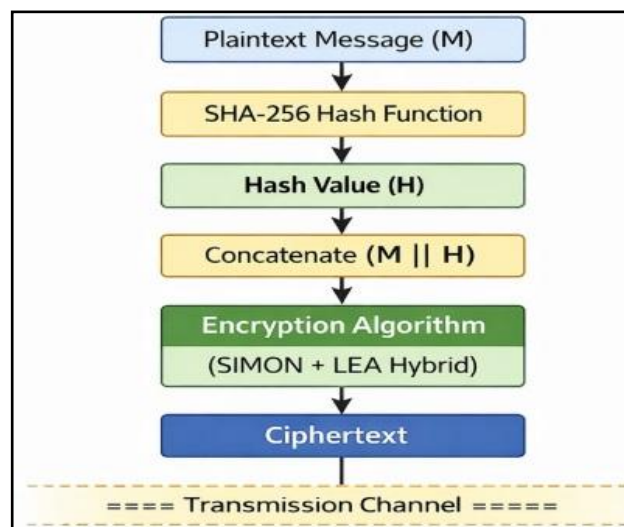 Plaintext Message (M)
SHA-256 Hash Function
Hash Value (H)
Concatenate (M || H)
Encryption Algorithm
(SIMON + LEA Hybrid)
Ciphertext
==== Transmission Channel =====